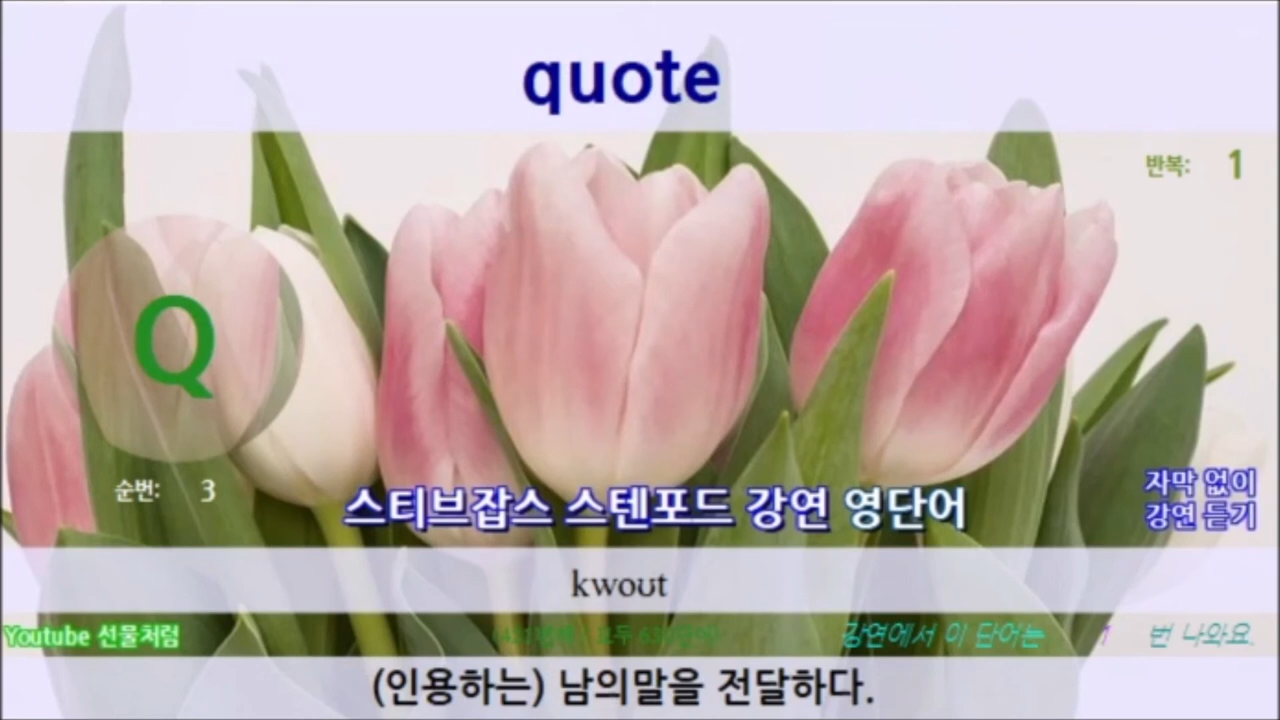 quote
반복: 1
Q
순번: 3
스티브잡스 스텐포드 강연 영단어
자막 없이
강연 듣기
kwoʊt
Youtube 선물처럼
강연에서 이 단어는 1 번 나와요.
(인용하는) 남의말을 전달하다.